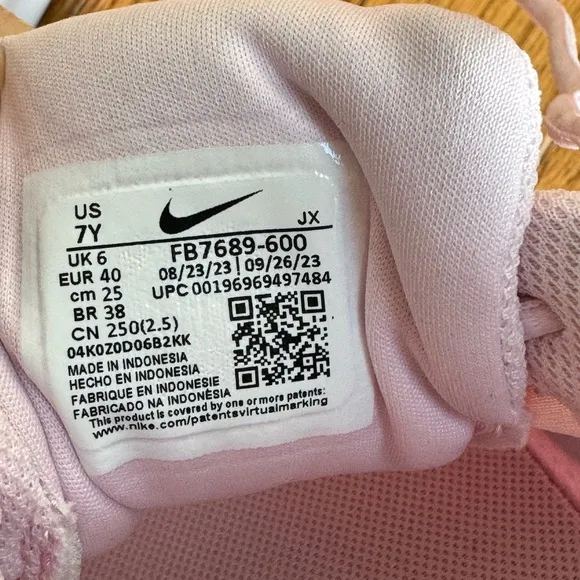 US
7Y
JX
UK 6
EUR 40
cm 25
BR 38
CN 250(2.5)
FB7689-600
08/23/23 | 09/26/23
UPC 00196969497484
04K0Z0D06B2KK
MADE IN INDONESIA
HECHO EN INDONESIA
FABRIQUE EN INDONESIE
FABRICADO NA INDONÉSIA
This product is covered by one or more patents:
www.nike.com/patentsvirtualmarking